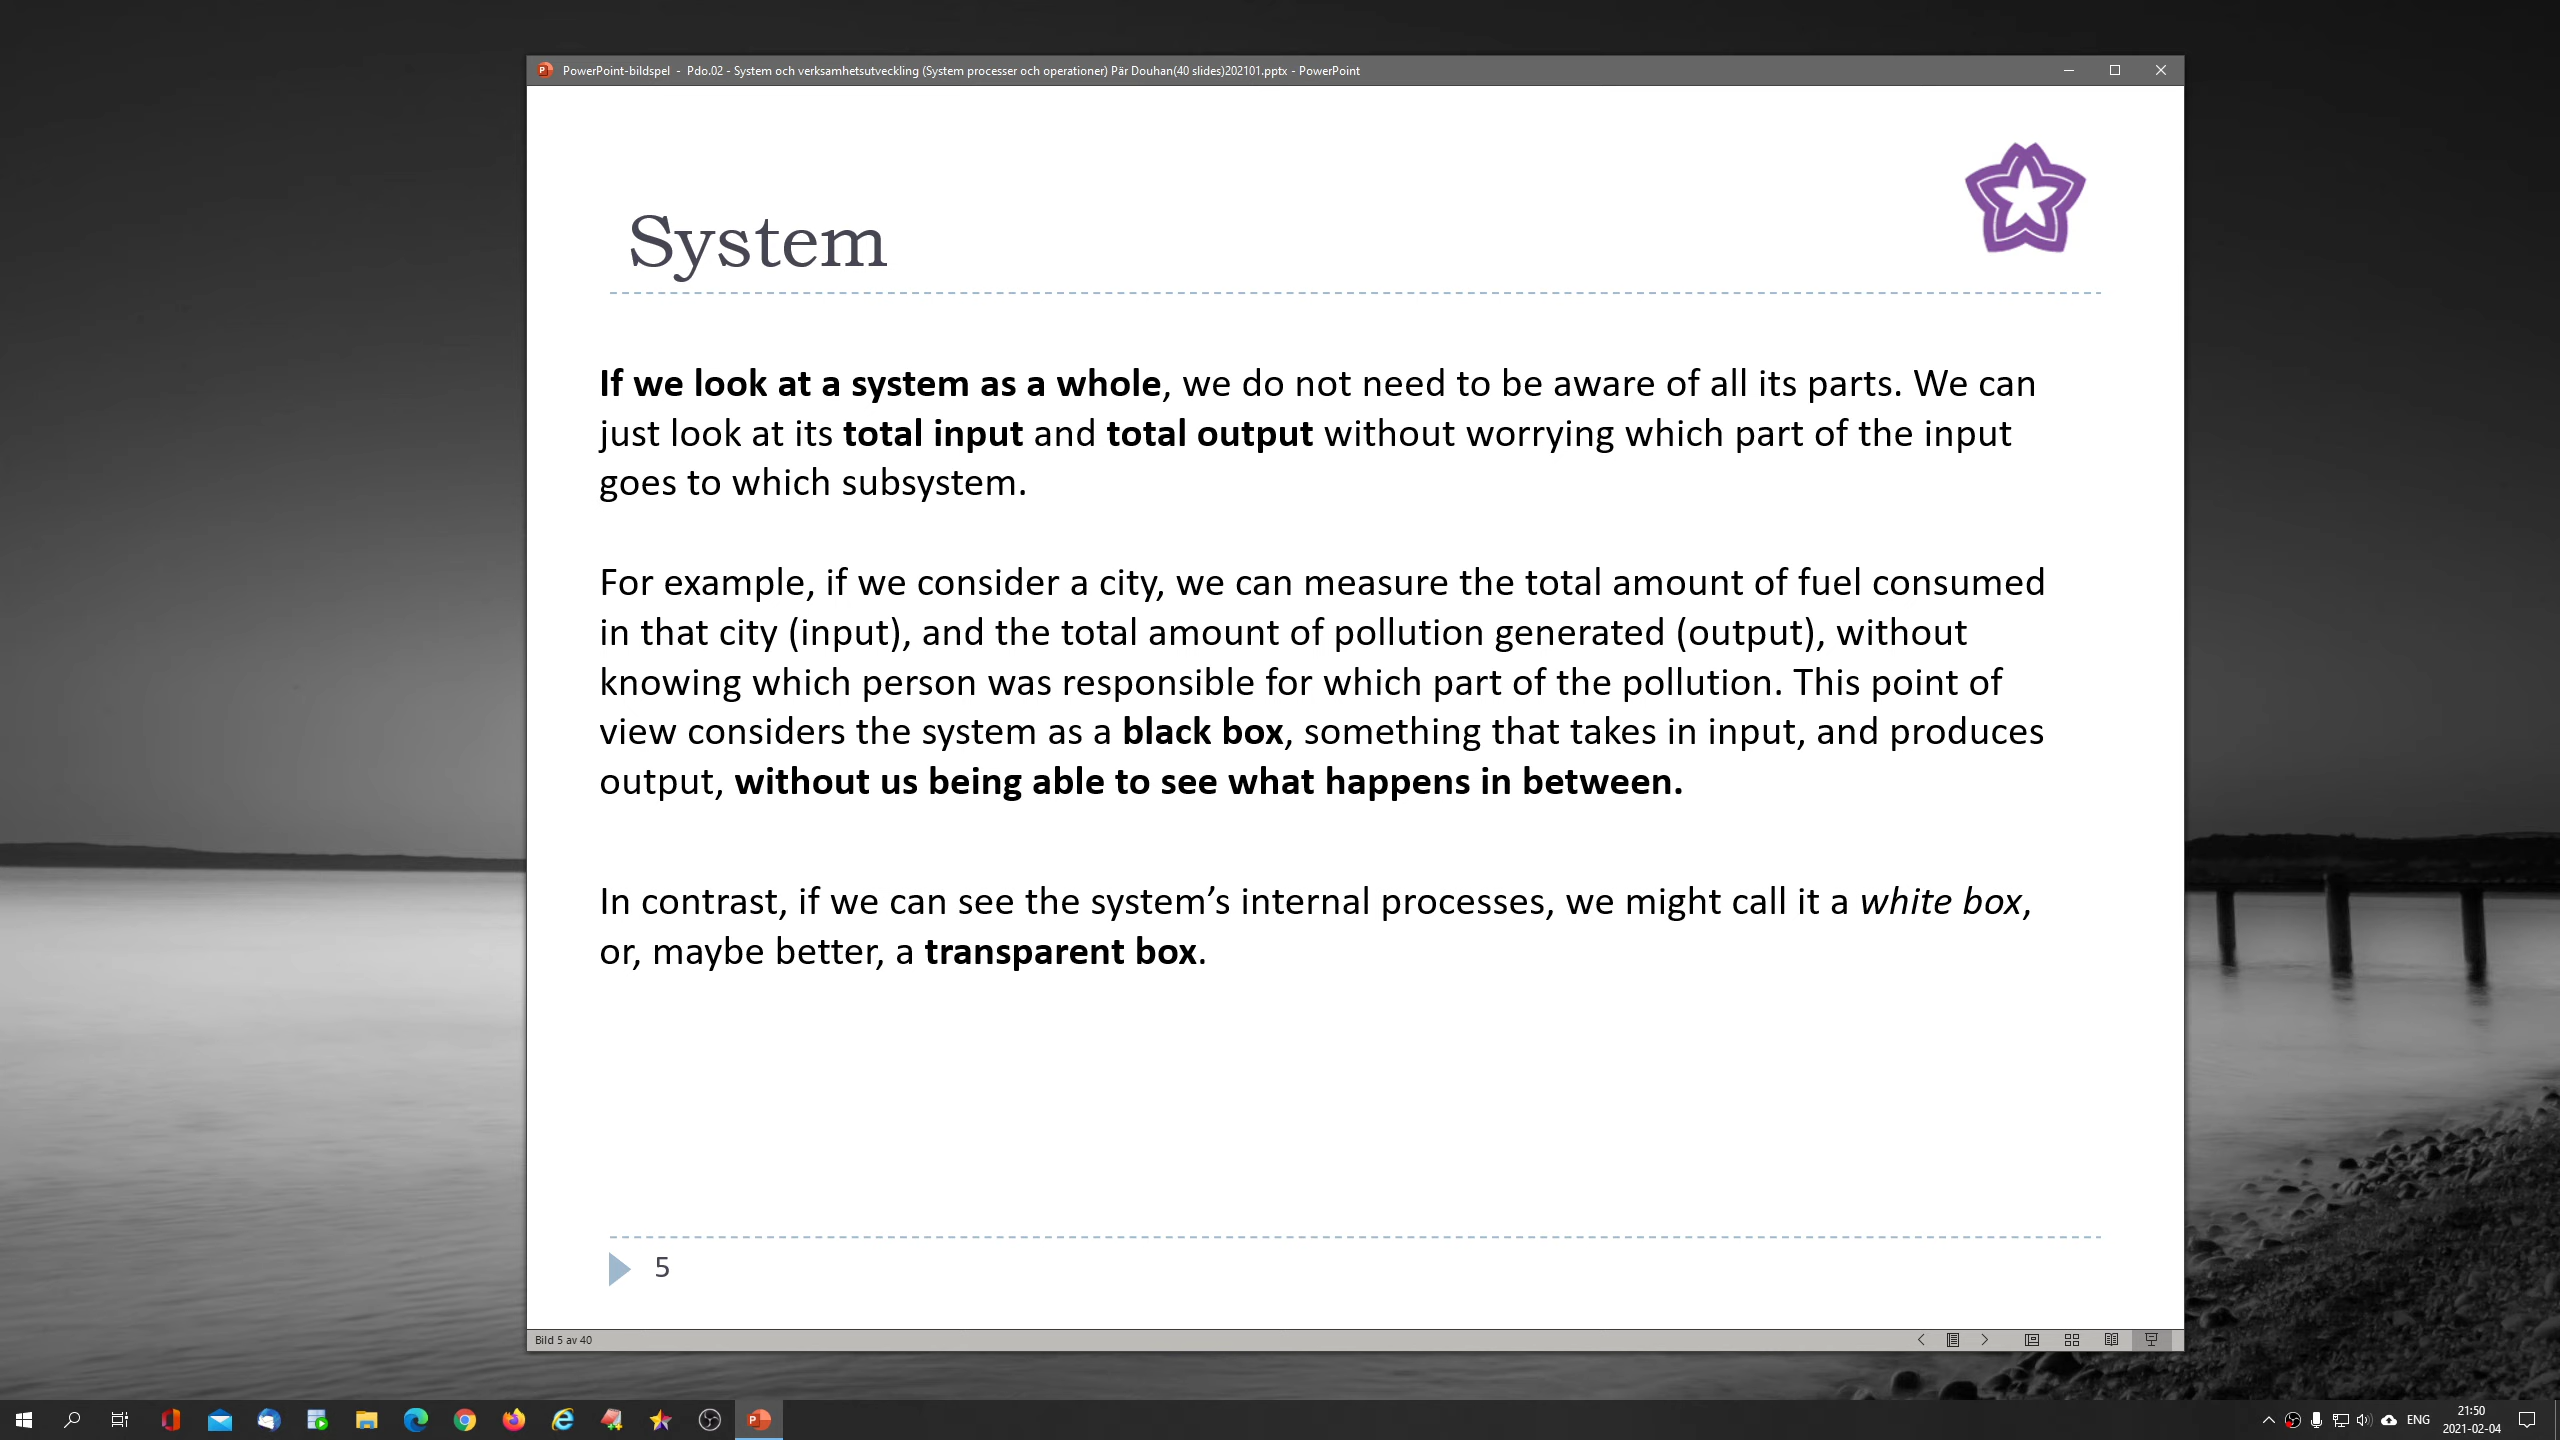 PowerPoint-bildspel - Pdo.02 - System och verksamhetsutveckling (System processer och operationer) Pär Douhan(40 slides)202101.pptx - PowerPoint
System
If we look at a system as a whole, we do not need to be aware of all its parts. We can
just look at its total input and total output without worrying which part of the input
goes to which subsystem.
For example, if we consider a city, we can measure the total amount of fuel consumed
in that city (input), and the total amount of pollution generated (output), without
knowing which person was responsible for which part of the pollution. This point of
view considers the system as a black box, something that takes in input, and produces
output, without us being able to see what happens in between.
In contrast, if we can see the system’s internal processes, we might call it a white box,
or, maybe better, a transparent box.
5
Bild 5 av 40
ENG
21:50
2021-02-04